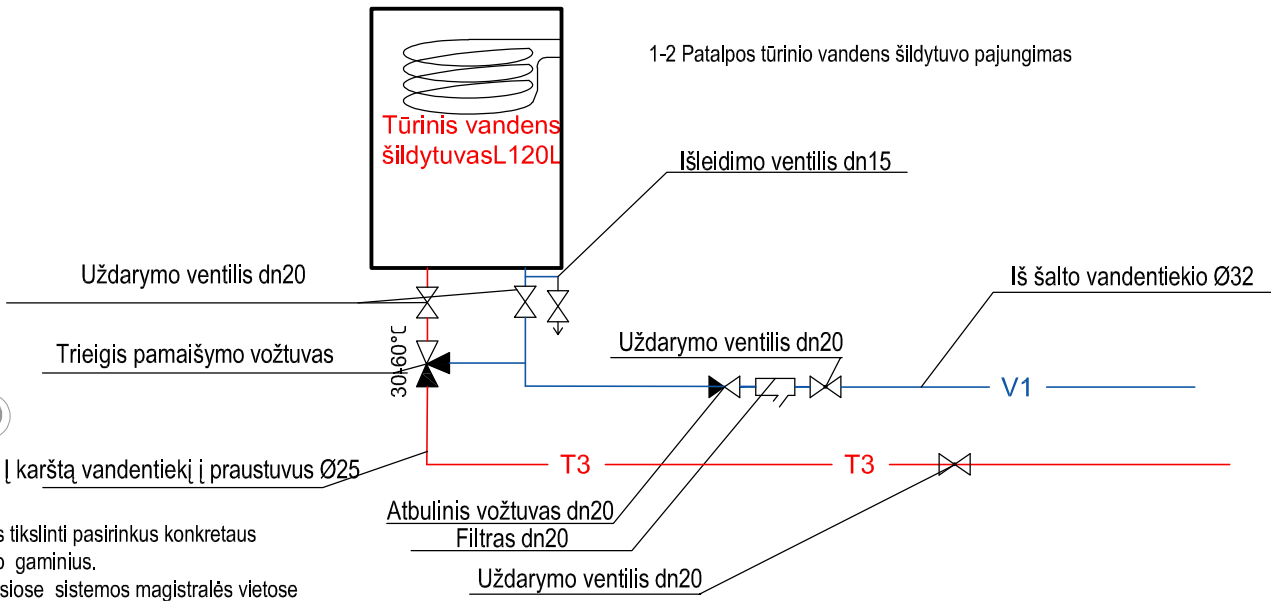 1-2 Patalpos tūrinio vandens šildytuvo pajungimas
Tūrinis vandens
šildytuvasL120L
Išleidimo ventilis dn15
Uždarymo ventilis dn20
Iš šalto vandentiekio Ø32
Trieigis pamaišymo vožtuvas
30-60°C
Uždarymo ventilis dn20
V1
Į karštą vandentiekį į praustuvus Ø25
T3
T3
Atbulinis vožtuvas dn20
Filtras dn20
Uždarymo ventilis dn20
s tikslinti pasirinkus konkretaus
o gaminius.
siose sistemos magistralės vietose